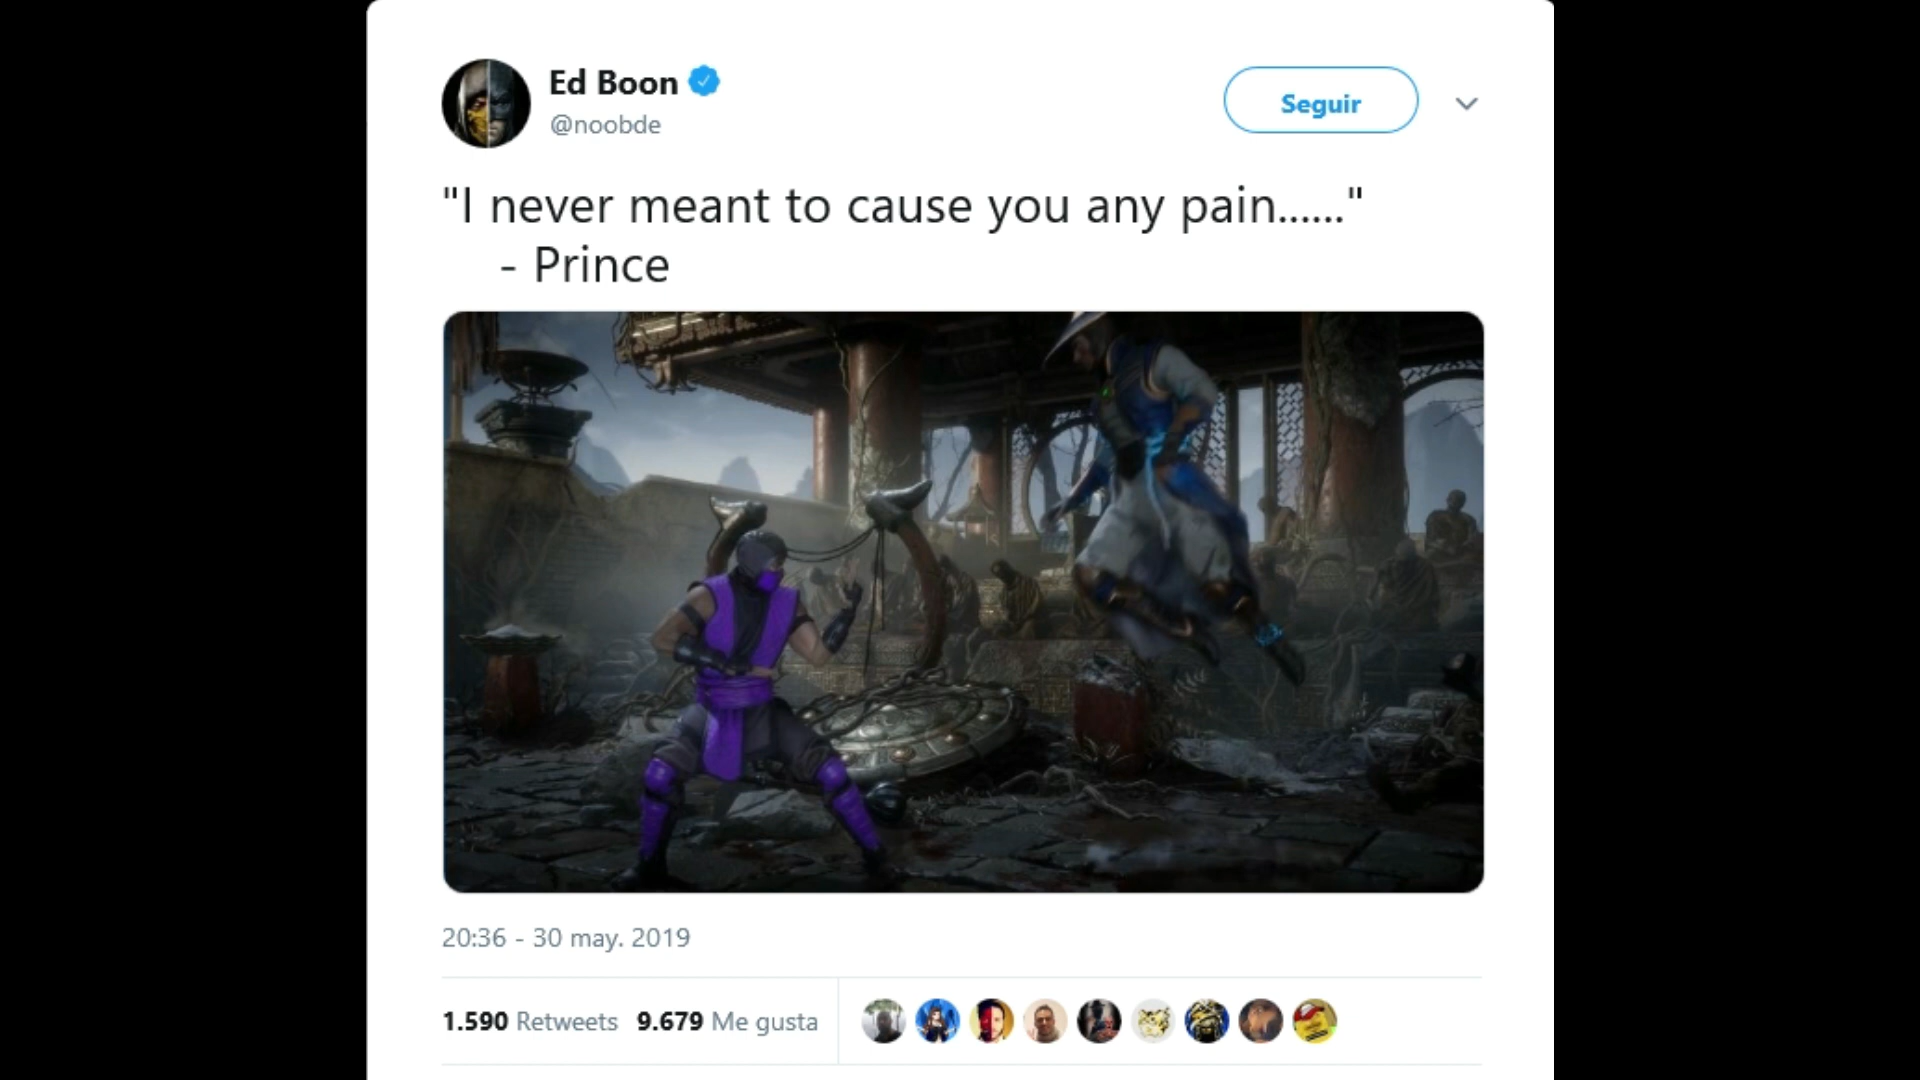 Ed Boon
@noobde
Seguir
"I never meant to cause you any pain......"
- Prince
20:36 - 30 may. 2019
1.590 Retweets 9.679 Me gusta